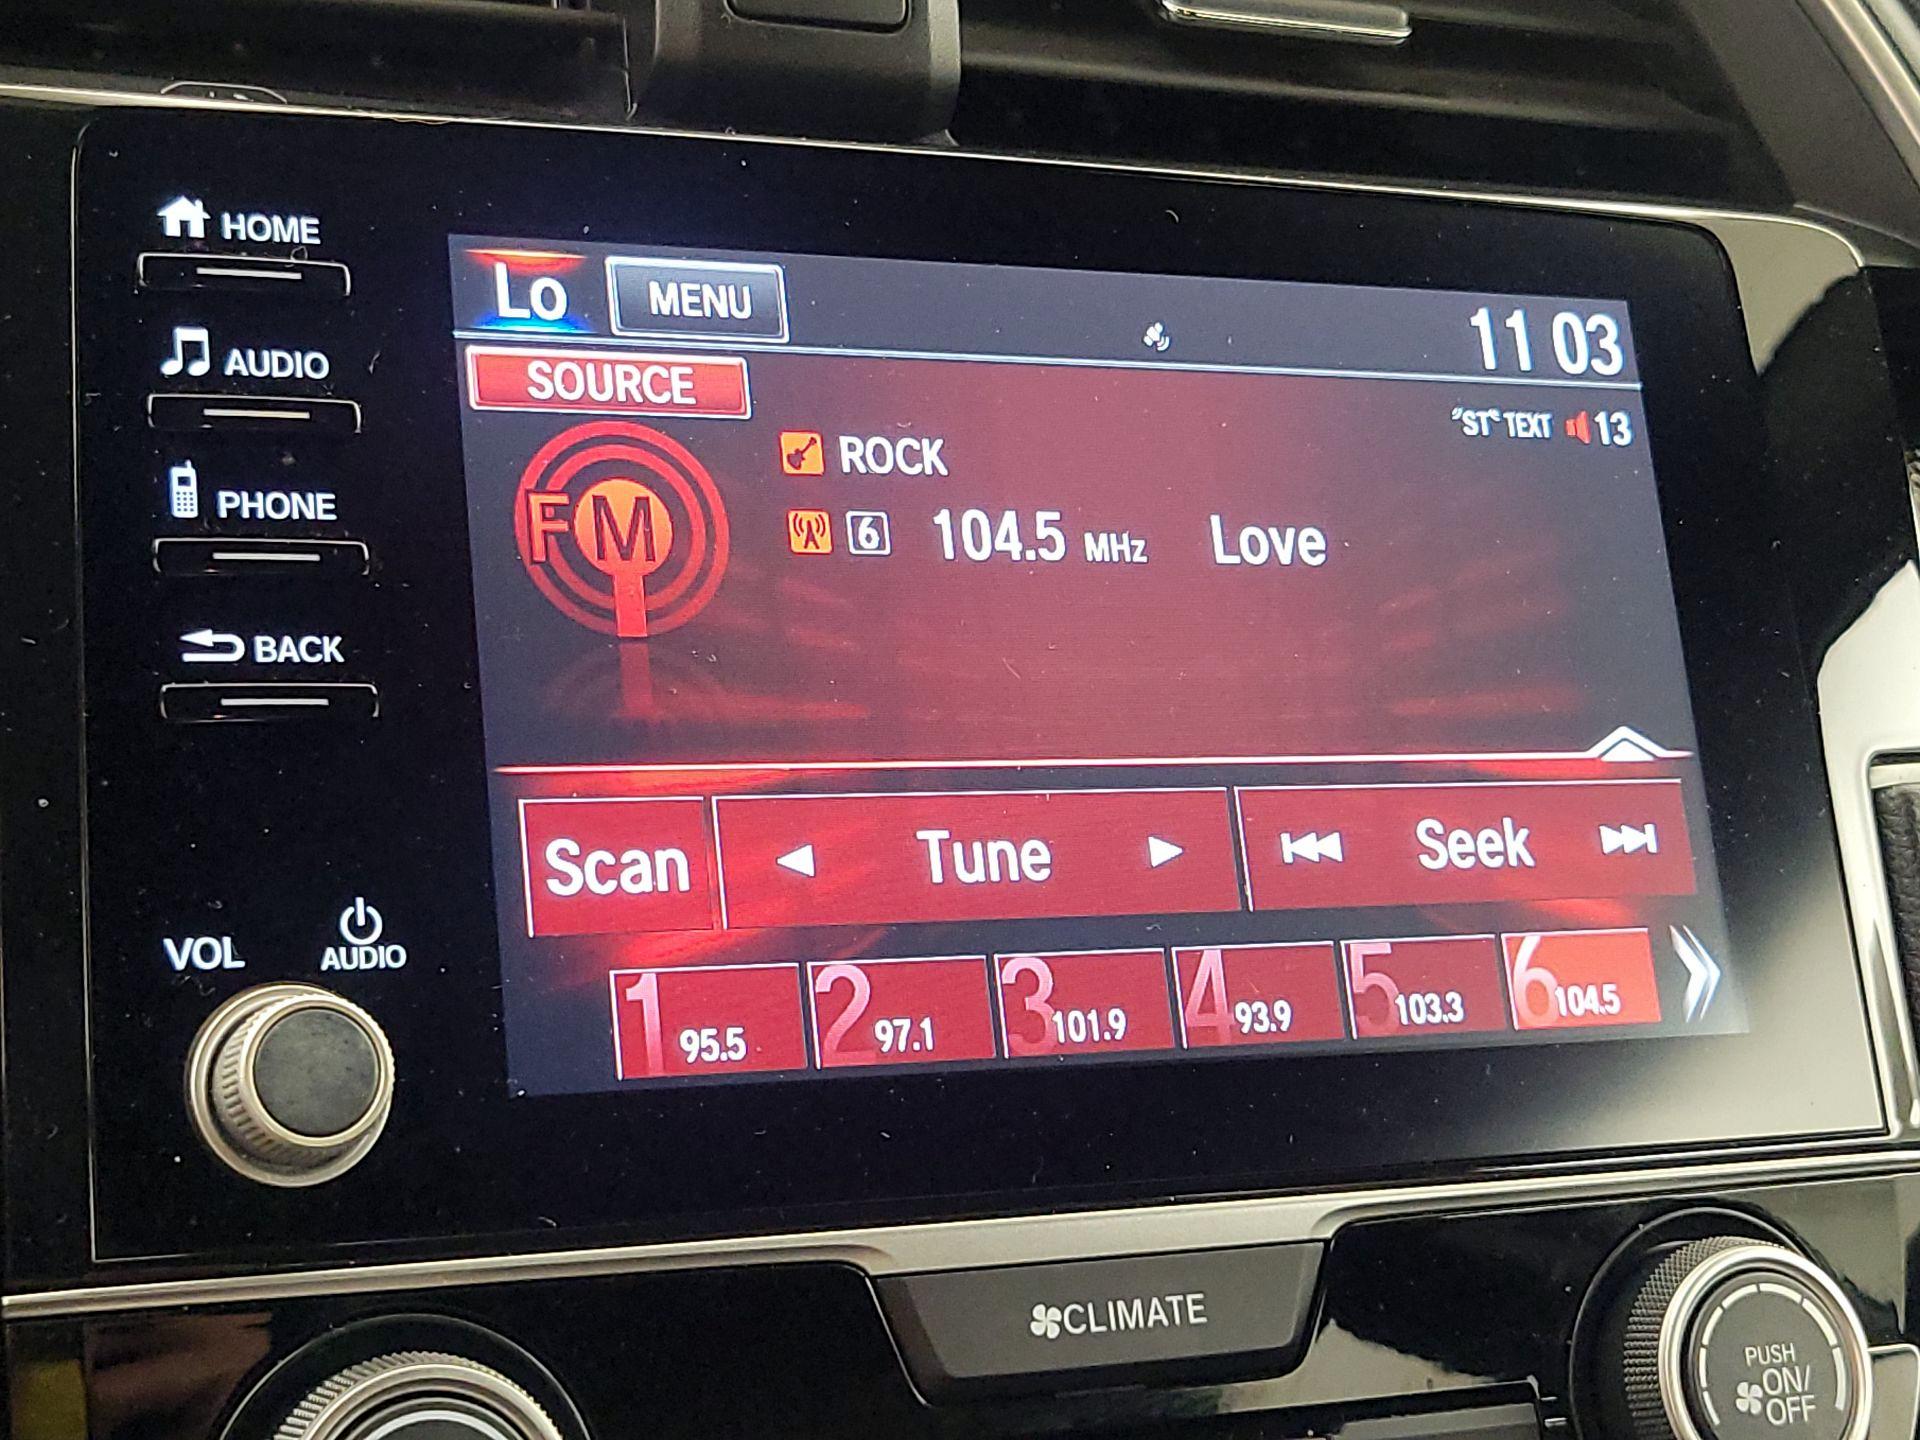 HOME
AUDIO
PHONE
BACK
VOL
AUDIO
Lo MENU 11 03
SOURCE
"ST" TEXT 13
FM
ROCK
6 104.5 MHz Love
Scan Tune Seek
1 95.5 2 97.1 3 101.9 4 93.9 5 103.3 6 104.5
CLIMATE
PUSH
ON/
OFF